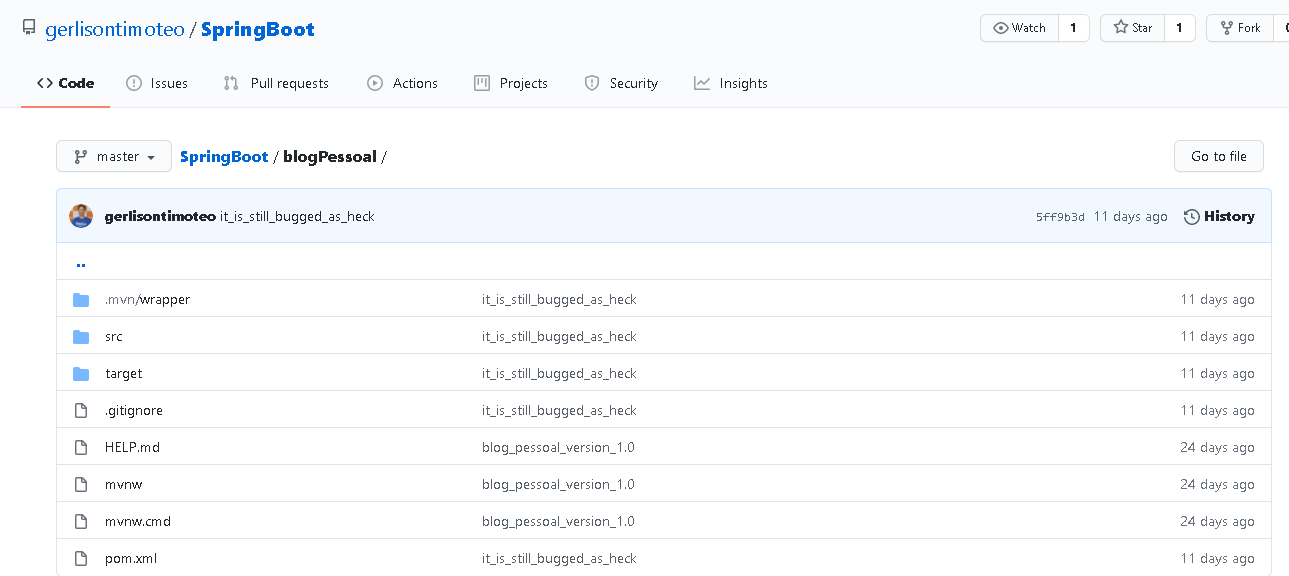 gerlisontimoteo / SpringBoot Watch 1 Star 1 Fork
Code Issues Pull requests Actions Projects Security Insights
master SpringBoot / blogPessoal / Go to file
gerlisontimoteo it_is_still_bugged_as_heck 5ff9b3d 11 days ago History
..
.mvn/wrapper it_is_still_bugged_as_heck 11 days ago
src it_is_still_bugged_as_heck 11 days ago
target it_is_still_bugged_as_heck 11 days ago
.gitignore it_is_still_bugged_as_heck 11 days ago
HELP.md blog_pessoal_version_1.0 24 days ago
mvnw blog_pessoal_version_1.0 24 days ago
mvnw.cmd blog_pessoal_version_1.0 24 days ago
pom.xml it_is_still_bugged_as_heck 11 days ago